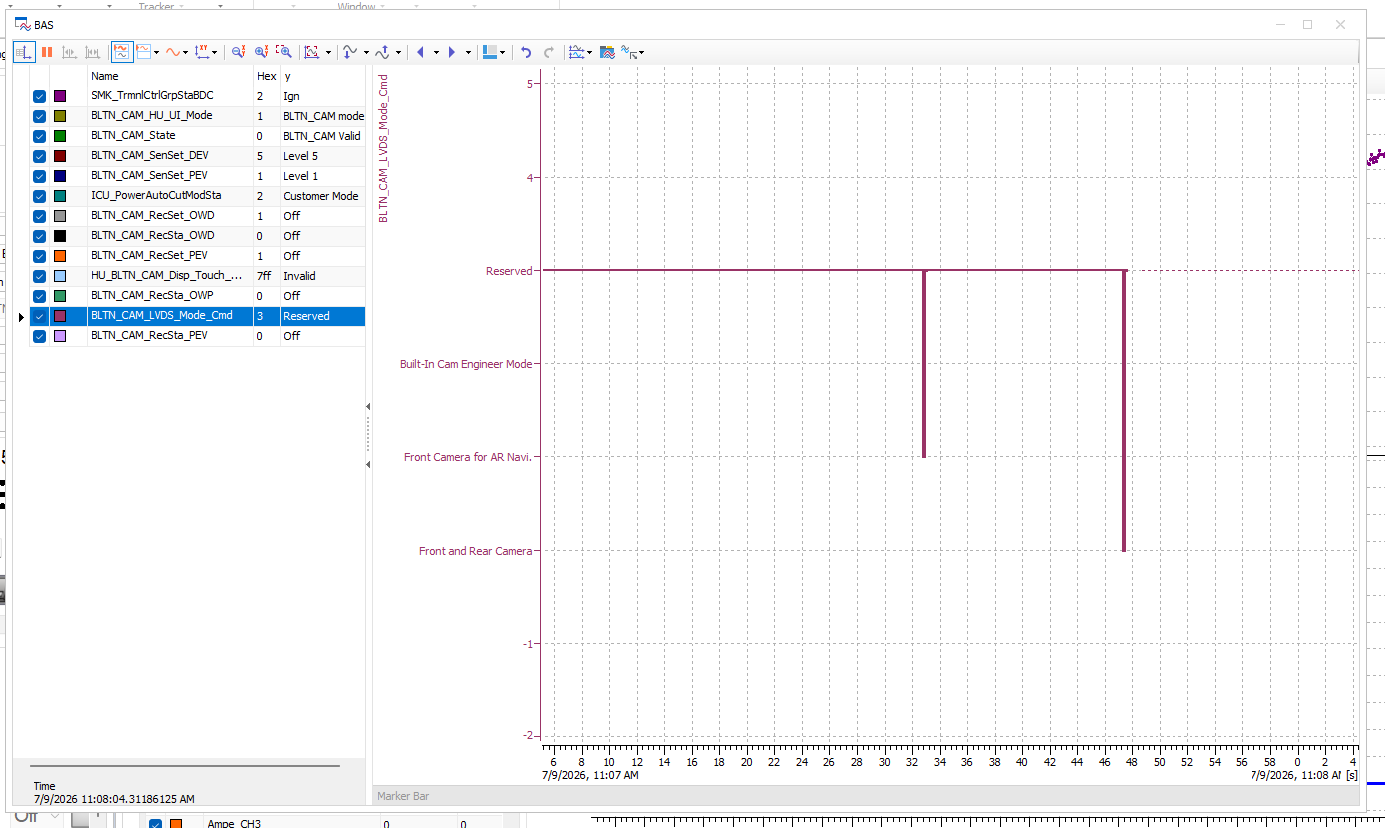 Tracker
Window
BAS
Name Hex y
SMK_TrmnlCtrlGrpStaBDC 2 Ign
BLTN_CAM_HU_UI_Mode 1 BLTN_CAM mode
BLTN_CAM_State 0 BLTN_CAM Valid
BLTN_CAM_SenSet_DEV 5 Level 5
BLTN_CAM_SenSet_PEV 1 Level 1
ICU_PowerAutoCutModSta 2 Customer Mode
BLTN_CAM_RecSet_OWD 1 Off
BLTN_CAM_RecSta_OWD 0 Off
BLTN_CAM_RecSet_PEV 1 Off
HU_BLTN_CAM_Disp_Touch_... 7ff Invalid
BLTN_CAM_RecSta_OWP 0 Off
BLTN_CAM_LVDS_Mode_Cmd 3 Reserved
BLTN_CAM_RecSta_PEV 0 Off
BLTN_CAM_LVDS_Mode_Cmd
5
4
Reserved
Built-In Cam Engineer Mode
Front Camera for AR Navi.
Front and Rear Camera
-1
-2
6 8 10 12 14 16 18 20 22 24 26 28 30 32 34 36 38 40 42 44 46 48 50 52 54 56 58 0 2 4
7/9/2026, 11:07 AM 7/9/2026, 11:08 AM [s]
Time
7/9/2026 11:08:04.31186125 AM
Marker Bar
Off
Ampe_CH3 0 0